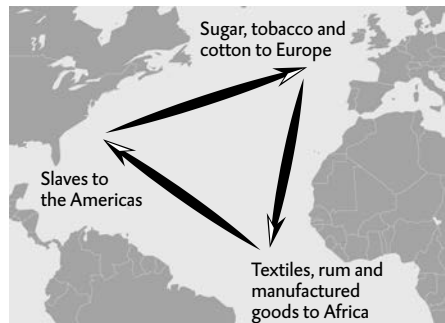 Sugar, tobacco and
cotton to Europe
Slaves to
the Americas
Textiles, rum and
manufactured
goods to Africa